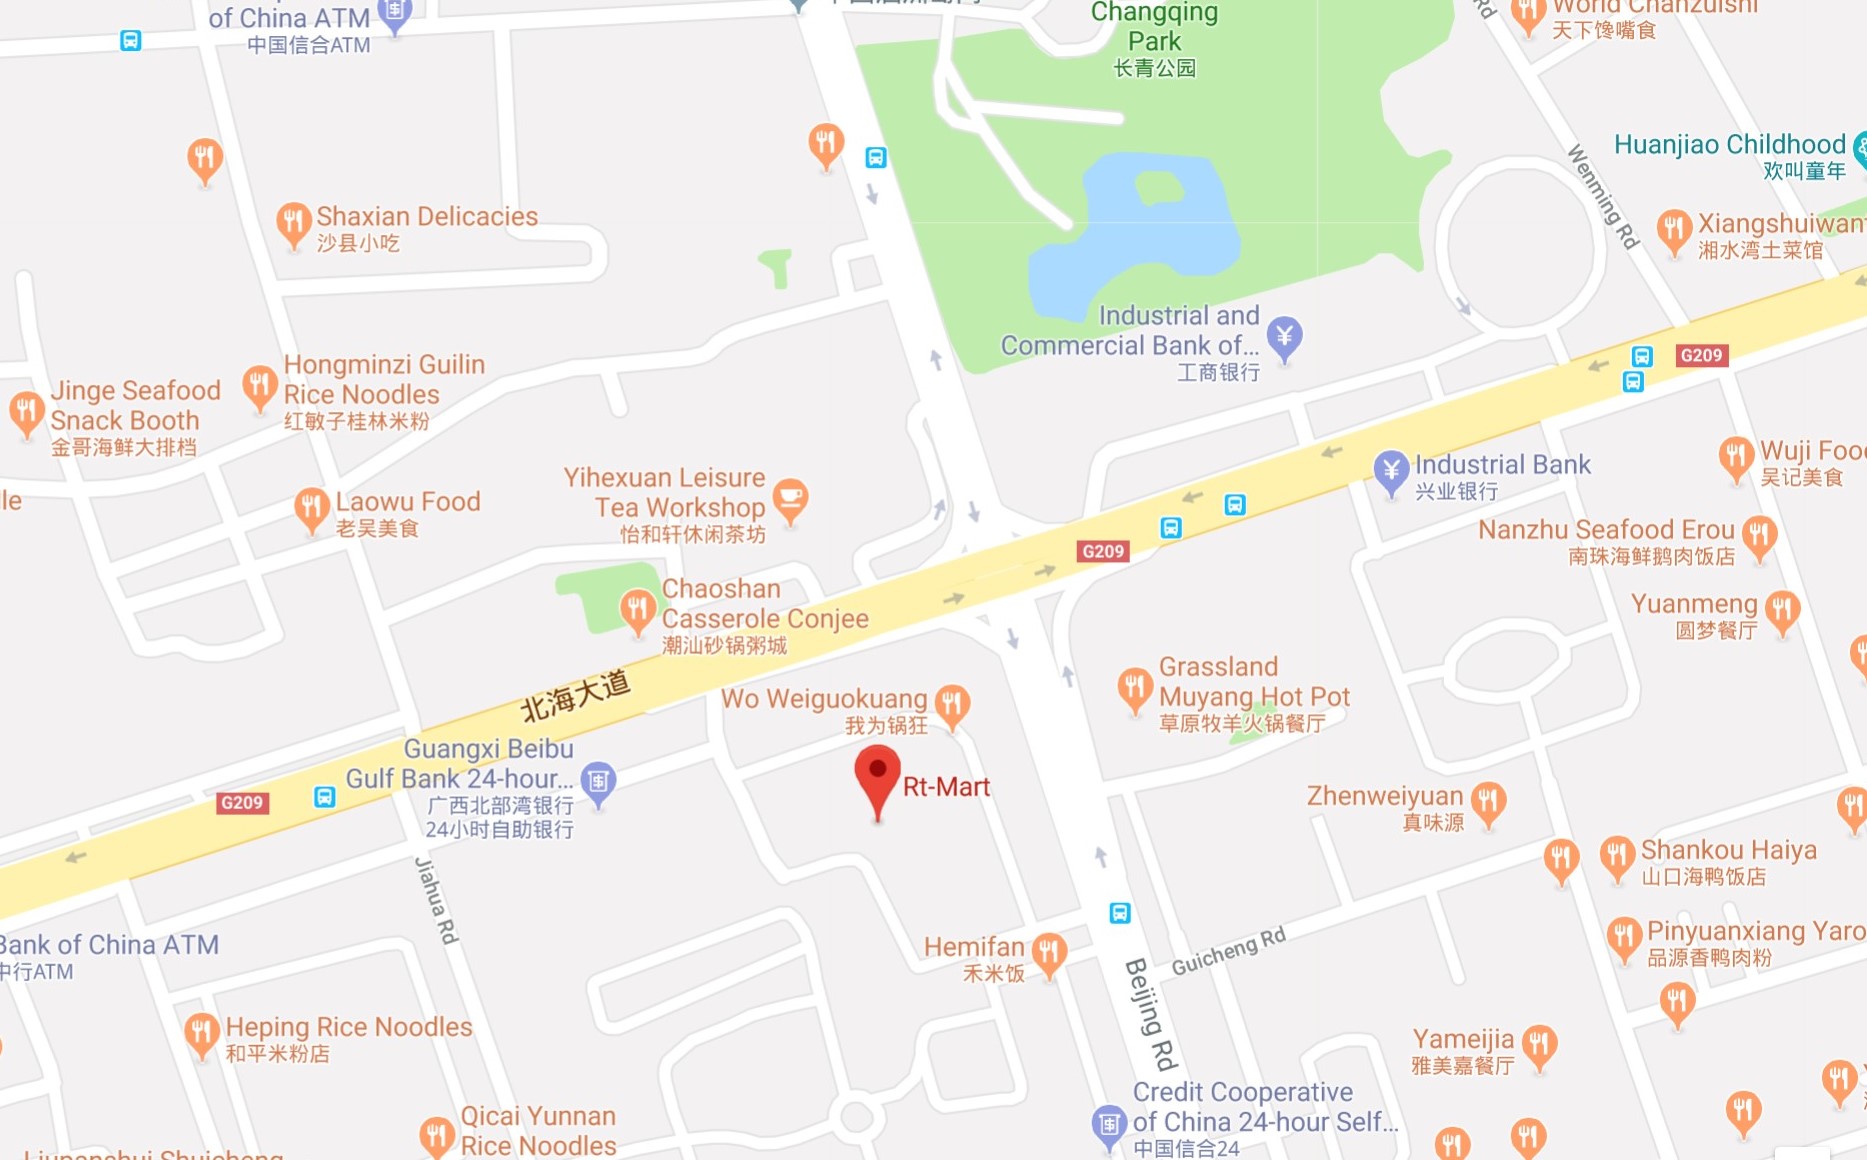 of China ATM
中国信合ATM
Changqing
Park
长青公园
Rd
World Chanzuishi
天下馋嘴食
Huanjiao Childhood
欢叫童年
Wenming Rd
Shaxian Delicacies
沙县小吃
Xiangshuiwan
湘水湾土菜馆
Industrial and
Commercial Bank of...
工商银行
G209
Hongminzi Guilin
Rice Noodles
红敏子桂林米粉
Jinge Seafood
Snack Booth
金哥海鲜大排档
Yihexuan Leisure
Tea Workshop
怡和轩休闲茶坊
Industrial Bank
兴业银行
Wuji Food
吴记美食
le
Laowu Food
老吴美食
G209
Nanzhu Seafood Erou
南珠海鲜鹅肉饭店
Chaoshan
Casserole Conjee
潮汕砂锅粥城
Yuanmeng
圆梦餐厅
北海大道
Wo Weiguokuang
我为锅狂
Grassland
Muyang Hot Pot
草原牧羊火锅餐厅
Guangxi Beibu
Gulf Bank 24-hour...
广西北部湾银行
24小时自助银行
G209
Rt-Mart
Zhenweiyuan
真味源
Shankou Haiya
山口海鸭饭店
Jiahua Rd
Bank of China ATM
中行ATM
Hemifan
禾米饭
Guicheng Rd
Pinyuanxiang Yaro
品源香鸭肉粉
Beijing Rd
Heping Rice Noodles
和平米粉店
Yameijia
雅美嘉餐厅
Credit Cooperative
of China 24-hour Self...
中国信合24
Qicai Yunnan
Rice Noodles
Liupanshui Shuicheng